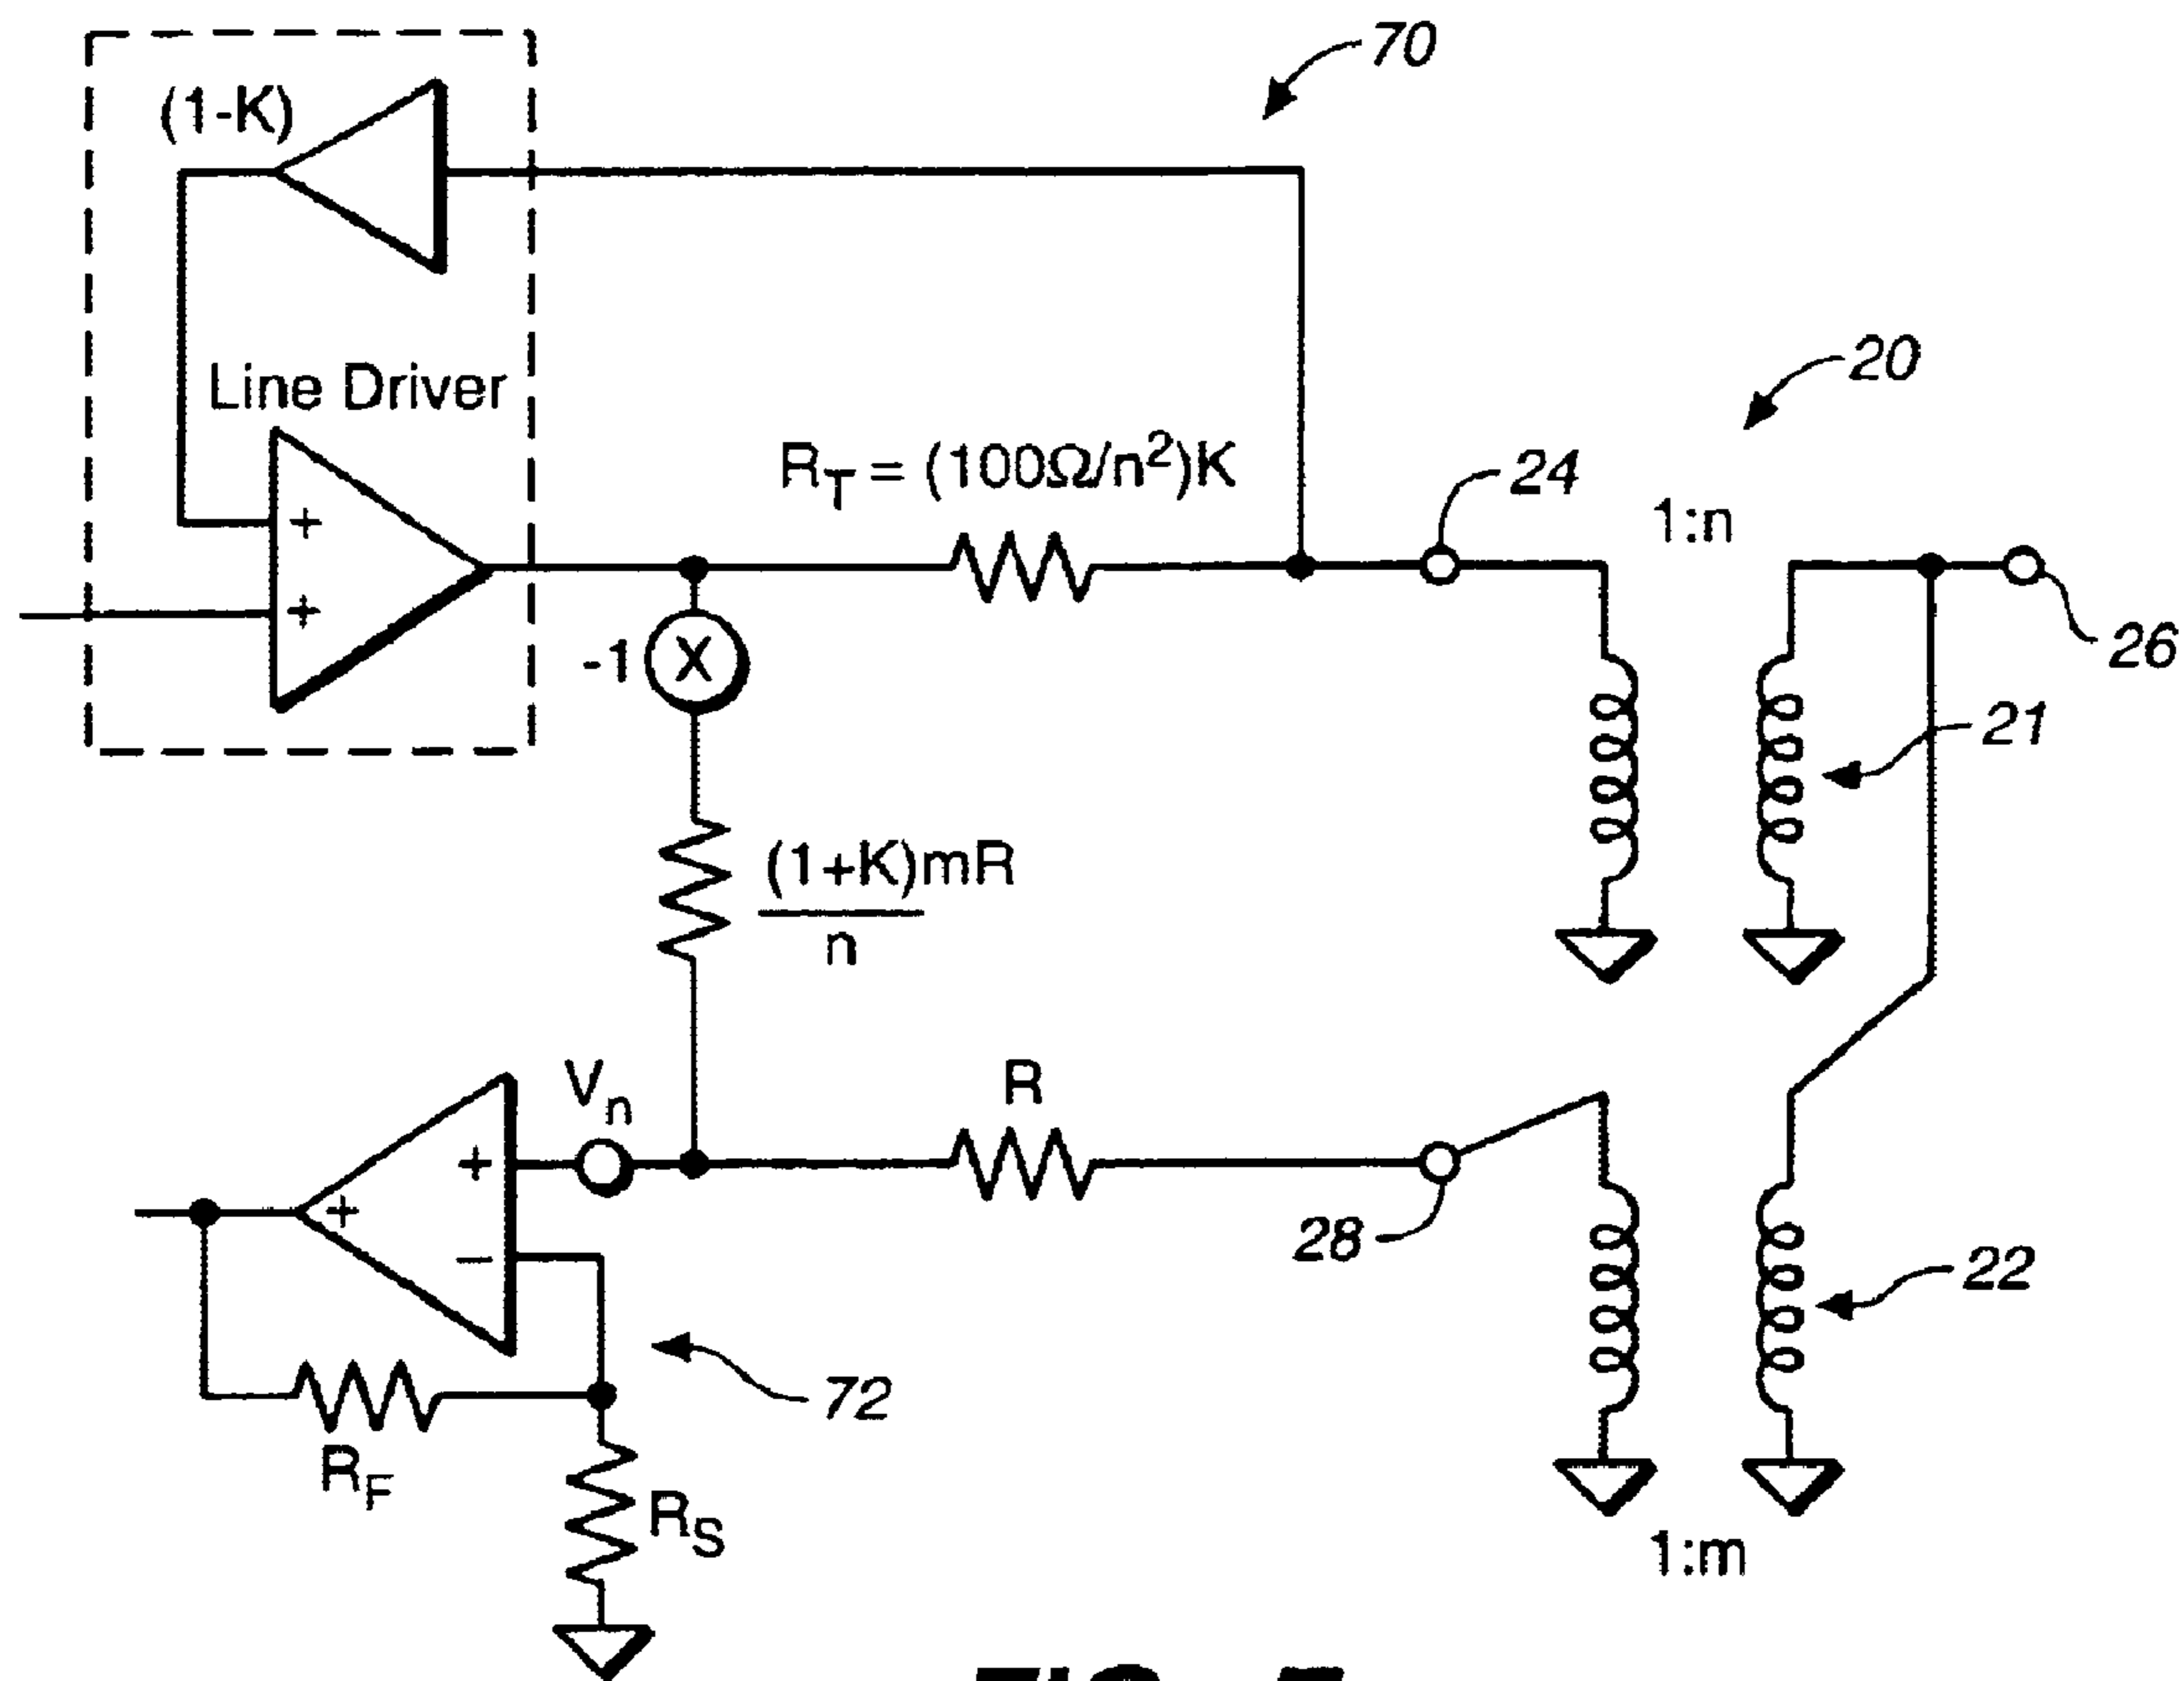 70
(1-K)
Line Driver
20
R_T = (100Ω/n²)K
24
1:n
+
+
26
-1
X
21
(1+K)mR
n
V_n
R
+
+
−
28
22
72
R_F
R_S
1:m